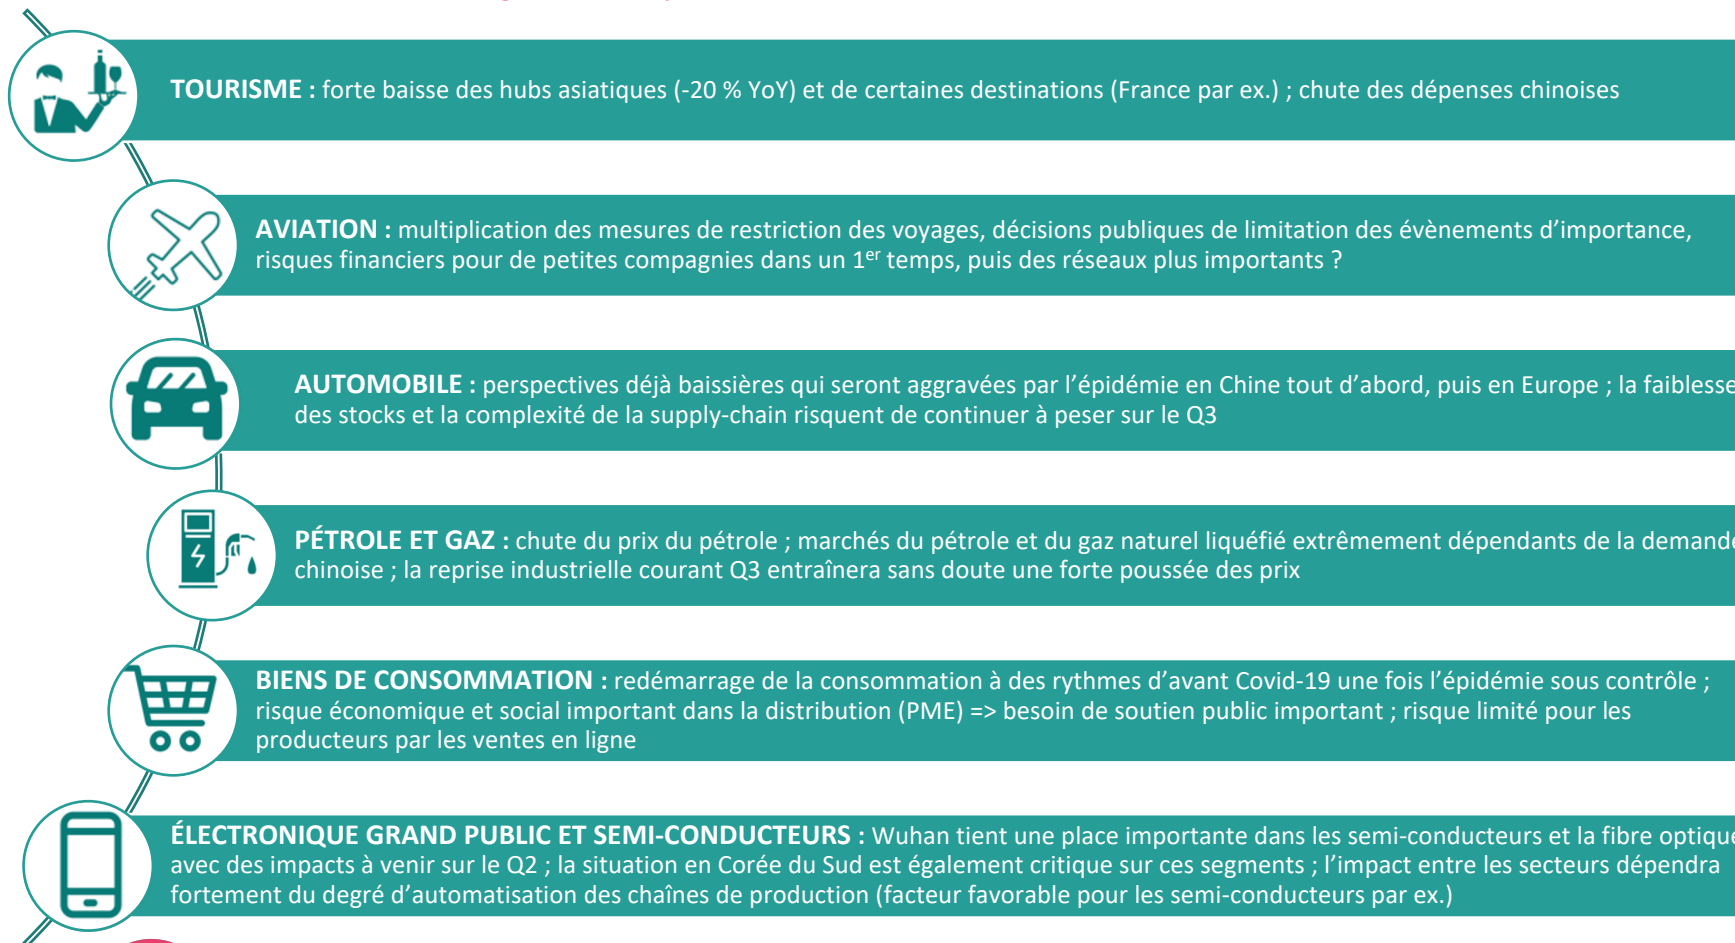 TOURISME : forte baisse des hubs asiatiques (-20 % YoY) et de certaines destinations (France par ex.) ; chute des dépenses chinoises
AVIATION : multiplication des mesures de restriction des voyages, décisions publiques de limitation des évènements d’importance,
risques financiers pour de petites compagnies dans un 1er temps, puis des réseaux plus importants ?
AUTOMOBILE : perspectives déjà baissières qui seront aggravées par l’épidémie en Chine tout d’abord, puis en Europe ; la faiblesse
des stocks et la complexité de la supply-chain risquent de continuer à peser sur le Q3
PÉTROLE ET GAZ : chute du prix du pétrole ; marchés du pétrole et du gaz naturel liquéfié extrêmement dépendants de la demande
chinoise ; la reprise industrielle courant Q3 entraînera sans doute une forte poussée des prix
BIENS DE CONSOMMATION : redémarrage de la consommation à des rythmes d’avant Covid-19 une fois l’épidémie sous contrôle ;
risque économique et social important dans la distribution (PME) => besoin de soutien public important ; risque limité pour les
producteurs par les ventes en ligne
ÉLECTRONIQUE GRAND PUBLIC ET SEMI-CONDUCTEURS : Wuhan tient une place importante dans les semi-conducteurs et la fibre optique
avec des impacts à venir sur le Q2 ; la situation en Corée du Sud est également critique sur ces segments ; l’impact entre les secteurs dépendra
fortement du degré d’automatisation des chaînes de production (facteur favorable pour les semi-conducteurs par ex.)